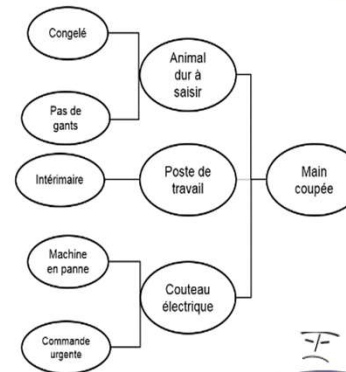 Congelé
Animal
dur à
saisir
Pas de
gants
Intérimaire
Poste de
travail
Main
coupée
Machine
en panne
Couteau
électrique
Commande
urgente